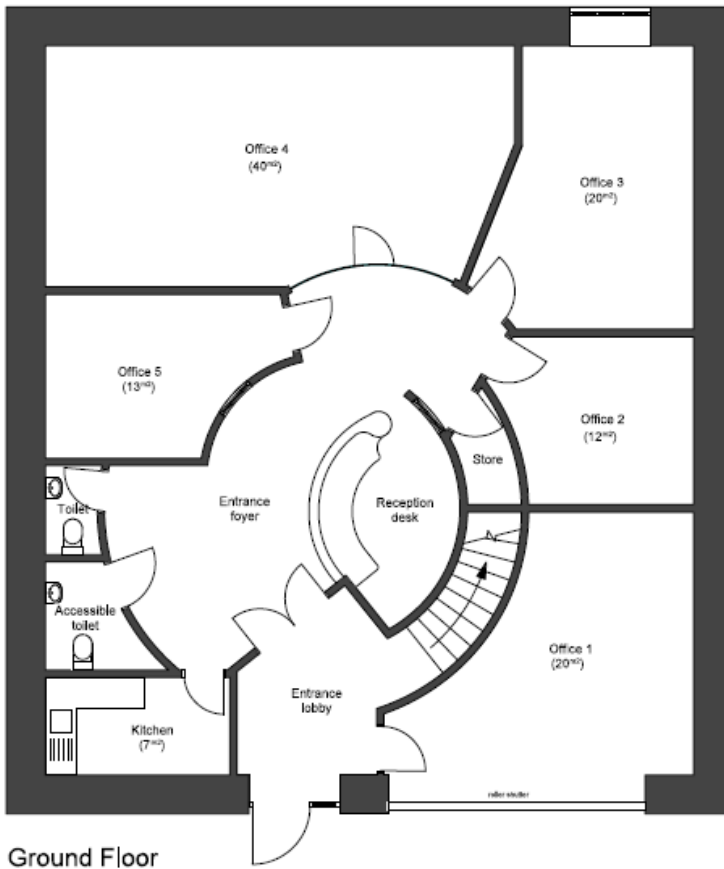 Office 4
(40m2)
Office 3
(20m2)
Office 5
(13m2)
Office 2
(12m2)
Store
Toilet
Entrance
foyer
Reception
desk
Accessible
toilet
Office 1
(20m2)
Entrance
lobby
Kitchen
(7m2)
roller shutter
Ground Floor